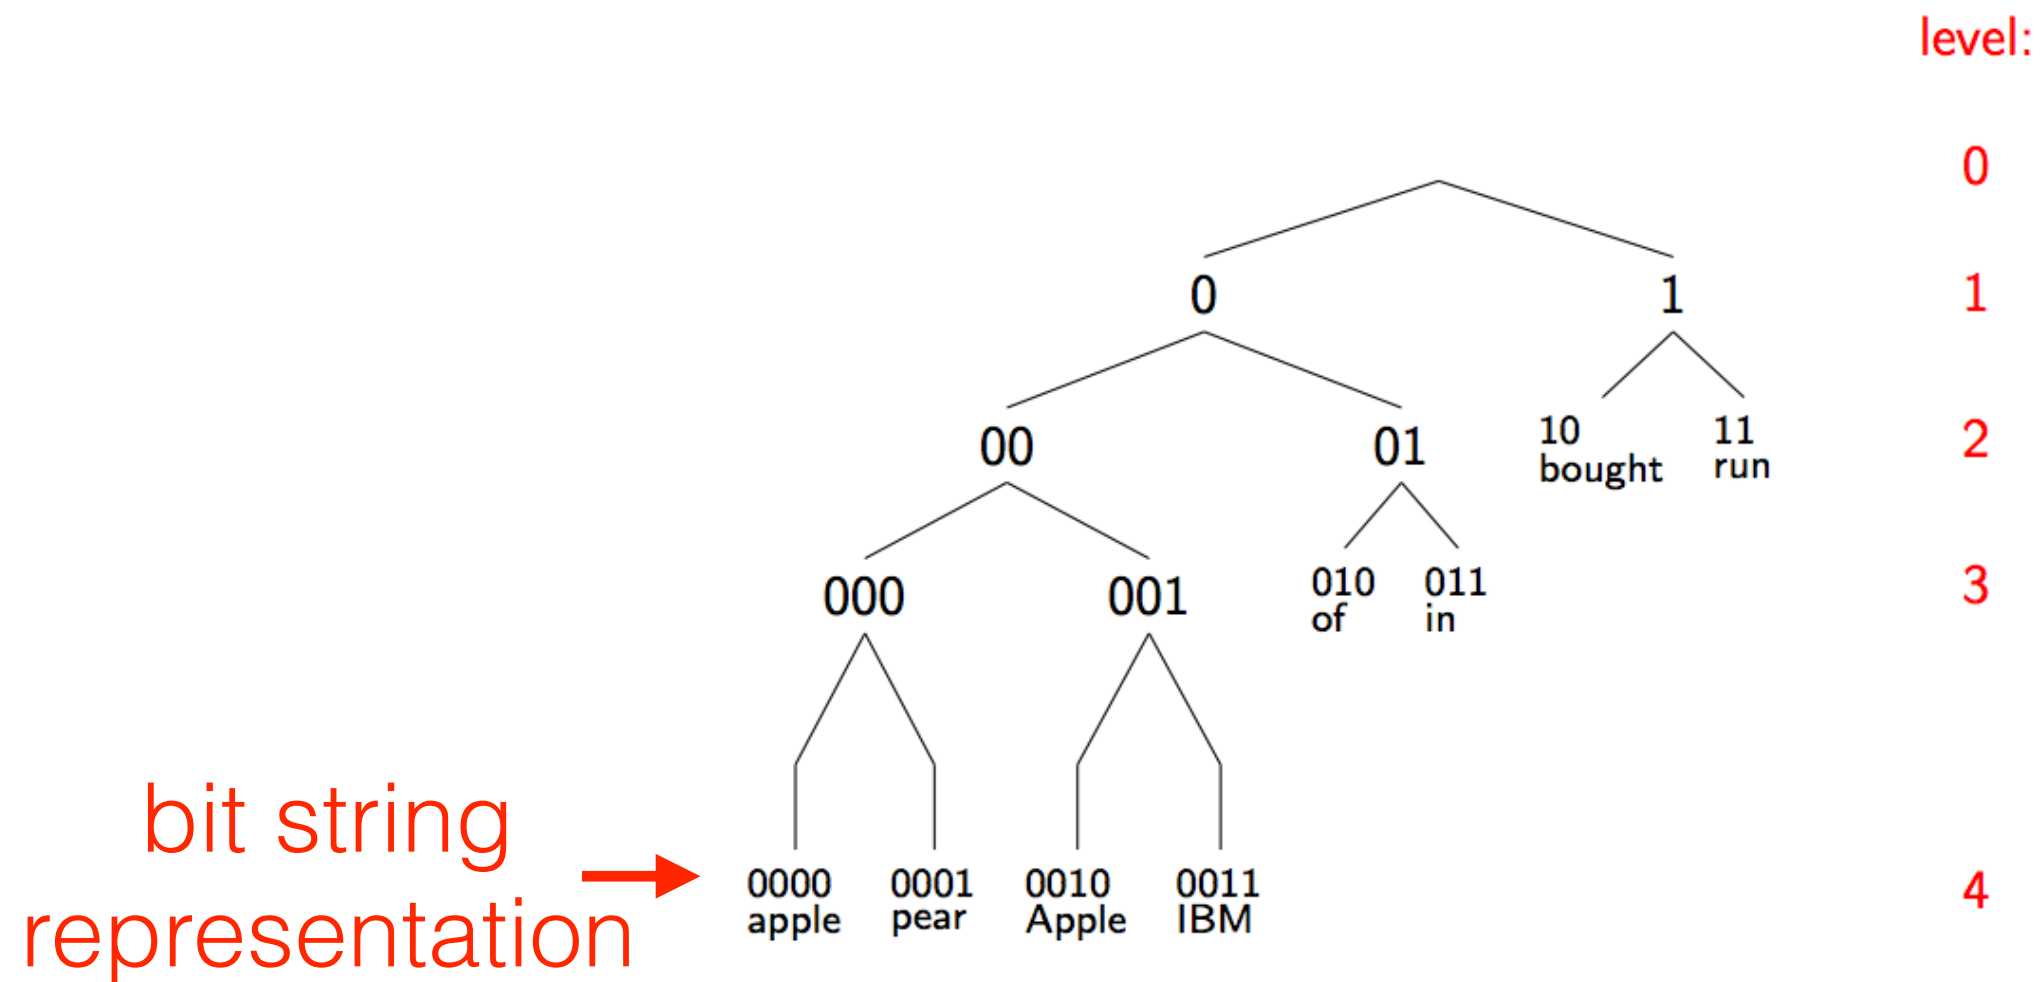 level:
0
0 1 1
00 01 10 11 2
bought run
000 001 010 011 3
of in
bit string
representation
0000 0001 0010 0011 4
apple pear Apple IBM